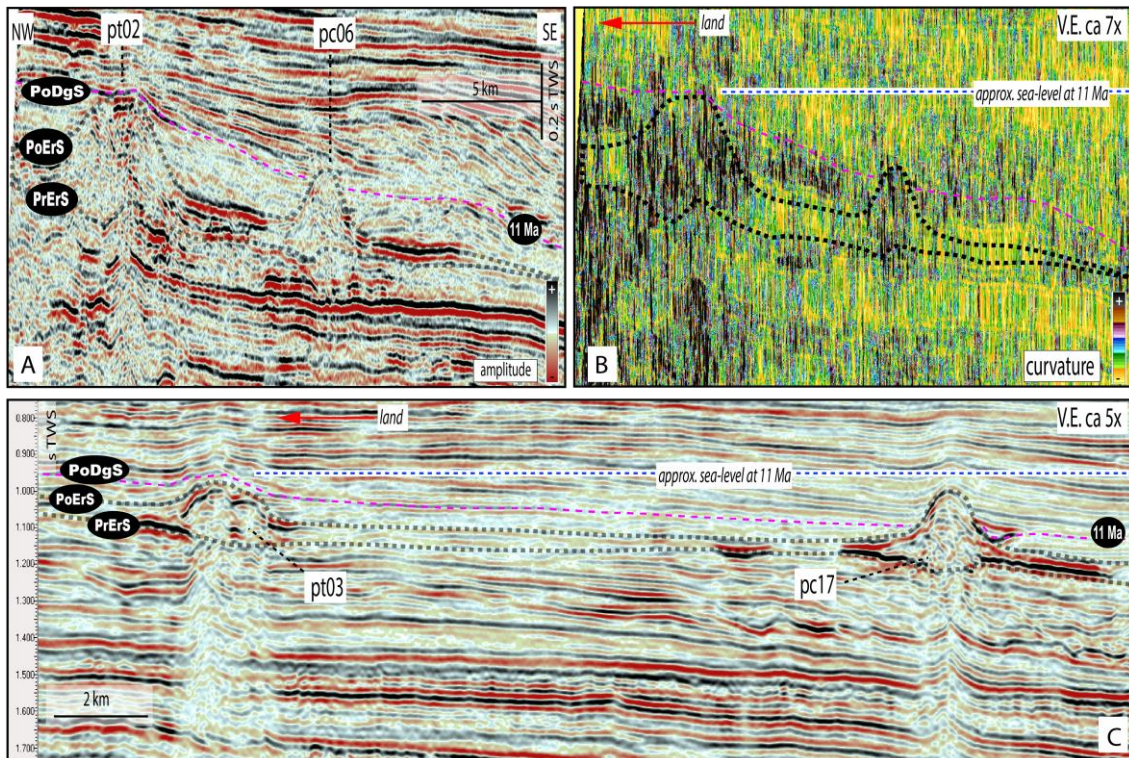 NW
pt02
pc06
SE
5 km
0.2 s TWS
PoDgS
PoErS
PrErS
11 Ma
+
-
A
amplitude
land
V.E. ca 7x
approx. sea-level at 11 Ma
+
-
B
curvature
0.800
0.900
1.000
1.100
1.200
1.300
1.400
1.500
1.600
1.700
s TWS
land
V.E. ca 5x
PoDgS
approx. sea-level at 11 Ma
PoErS
PrErS
11 Ma
pt03
pc17
2 km
C